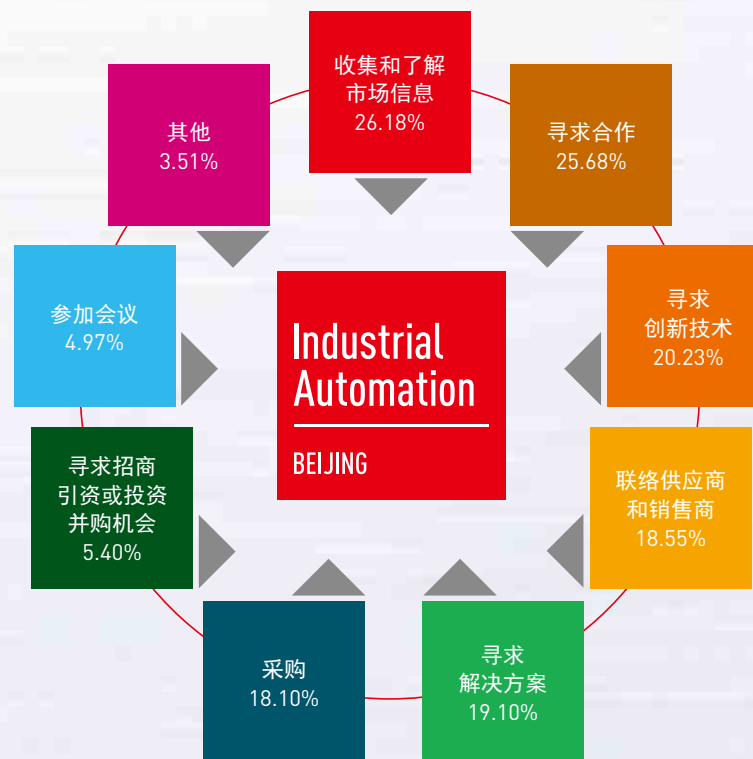 收集和了解
市场信息
26.18%
寻求合作
25.68%
寻求
创新技术
20.23%
联络供应商
和销售商
18.55%
寻求
解决方案
19.10%
采购
18.10%
寻求招商
引资或投资
并购机会
5.40%
参加会议
4.97%
其他
3.51%
Industrial
Automation
BEIJING